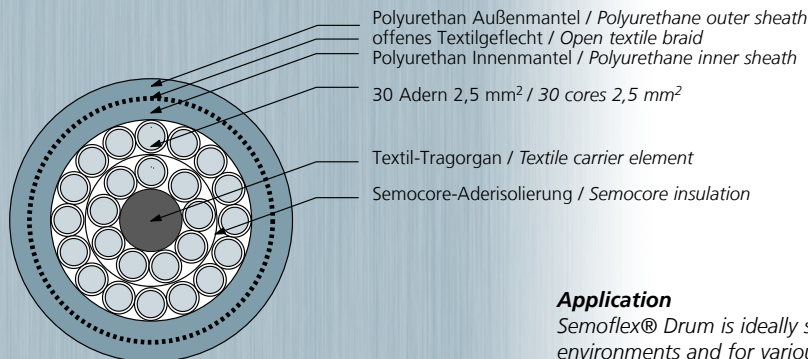 Polyurethan Außenmantel / Polyurethane outer sheath
offenes Textilgeflecht / Open textile braid
Polyurethan Innenmantel / Polyurethane inner sheath
30 Adern 2,5 mm² / 30 cores 2,5 mm²
Textil-Tragorgan / Textile carrier element
Semocore-Aderisolierung / Semocore insulation
Application
Semoflex® Drum is ideally
environments and for